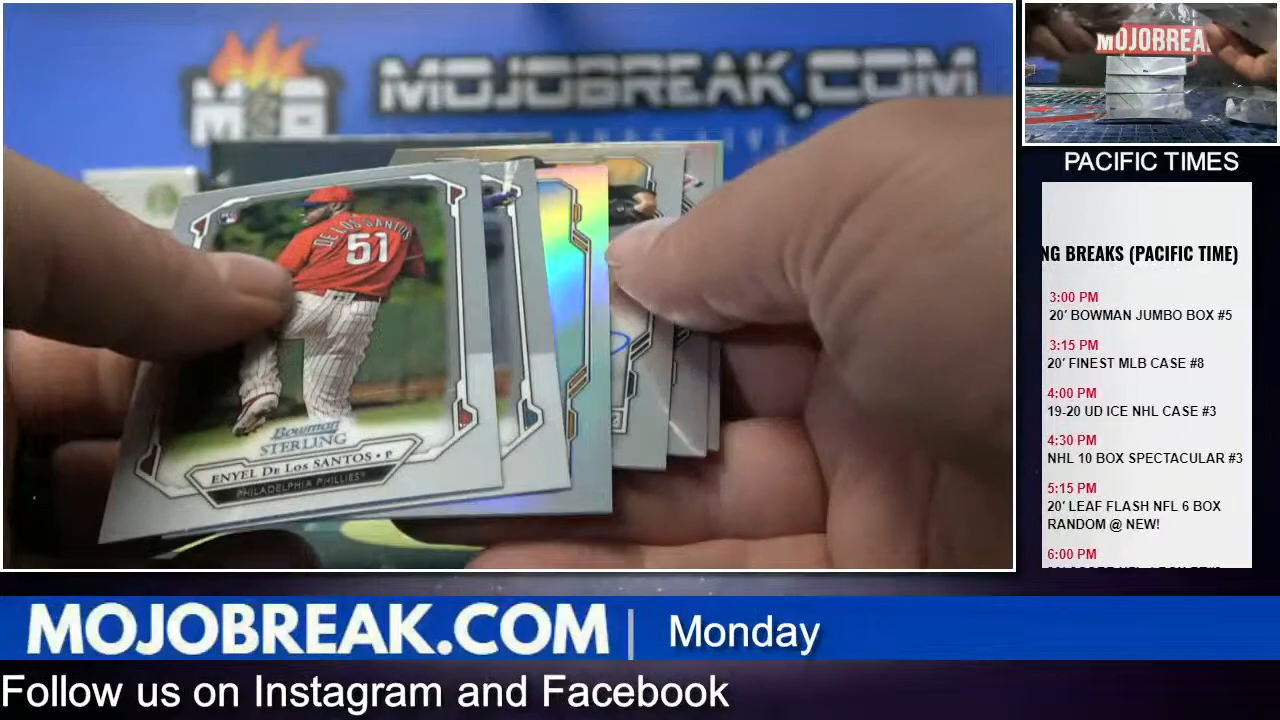 MOJOBREAK.COM
DE LOS SANTOS
51
Bowman
STERLING
ENYEL DE LOS SANTOS • P
PHILADELPHIA PHILLIES
MOJOBREA
PACIFIC TIMES
NG BREAKS (PACIFIC TIME)
3:00 PM
20' BOWMAN JUMBO BOX #5
3:15 PM
20' FINEST MLB CASE #8
4:00 PM
19-20 UD ICE NHL CASE #3
4:30 PM
NHL 10 BOX SPECTACULAR #3
5:15 PM
20' LEAF FLASH NFL 6 BOX
RANDOM @ NEW!
6:00 PM
MOJOBREAK.COM | Monday
Follow us on Instagram and Facebook